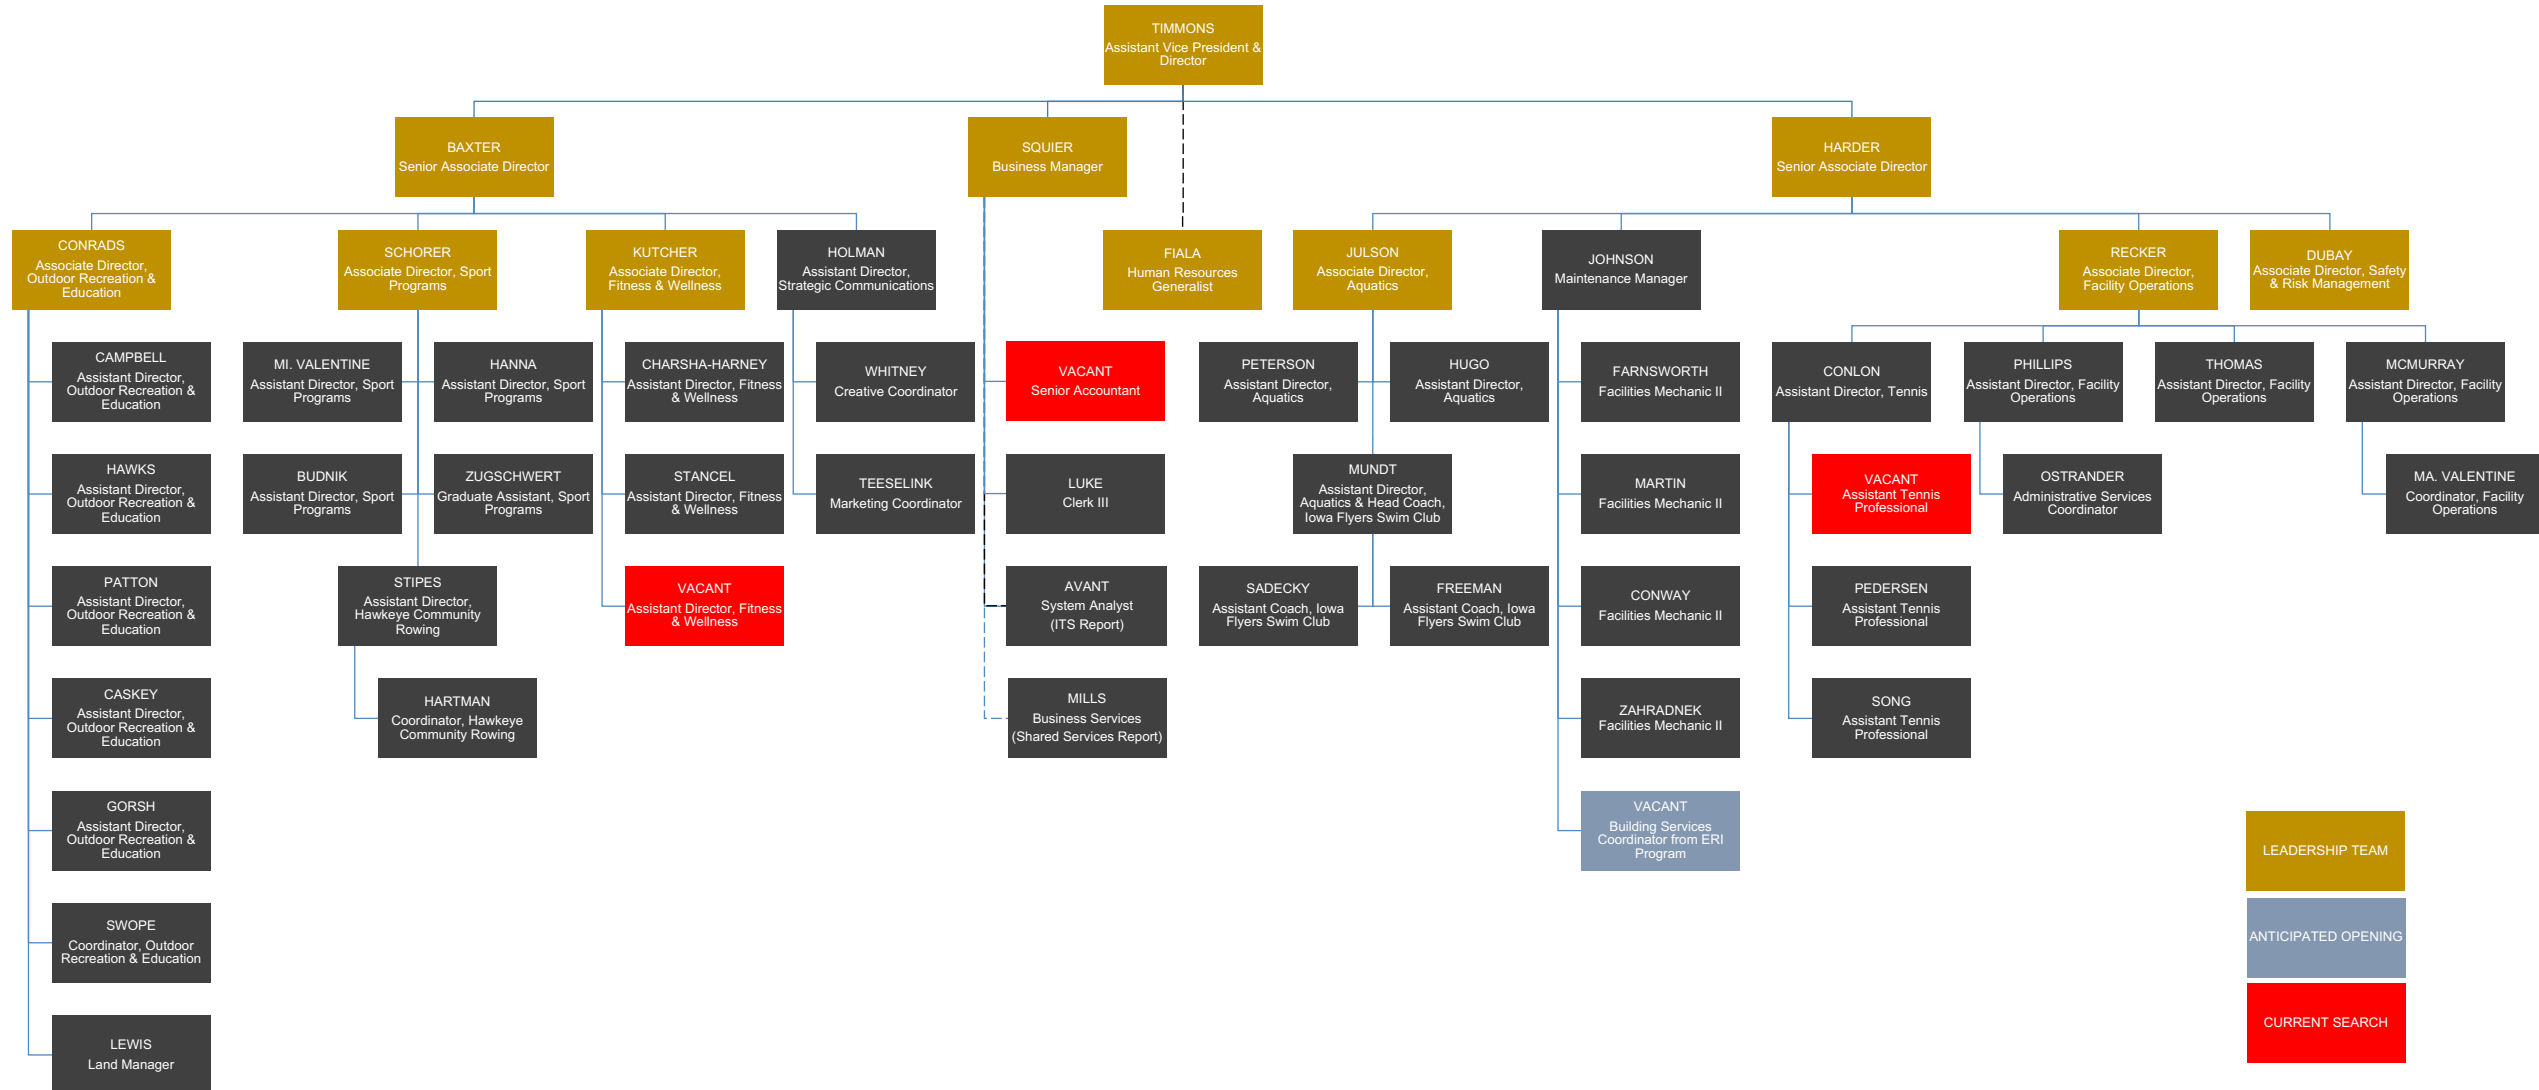 TIMMONS
Assistant Vice President &
Director
BAXTER
Senior Associate Director
SQUIER
Business Manager
HARDER
Senior Associate Director
CONRADS
Associate Director,
Outdoor Recreation &
Education
SCHORER
Associate Director, Sport
Programs
KUTCHER
Associate Director,
Fitness & Wellness
HOLMAN
Assistant Director,
Strategic Communications
FIALA
Human Resources
Generalist
JULSON
Associate Director,
Aquatics
JOHNSON
Maintenance Manager
RECKER
Associate Director,
Facility Operations
DUBAY
Associate Director, Safety
& Risk Management
CAMPBELL
Assistant Director,
Outdoor Recreation &
Education
MI. VALENTINE
Assistant Director, Sport
Programs
HANNA
Assistant Director, Sport
Programs
CHARSHA-HARNEY
Assistant Director, Fitness
& Wellness
WHITNEY
Creative Coordinator
VACANT
Senior Accountant
PETERSON
Assistant Director,
Aquatics
HUGO
Assistant Director,
Aquatics
FARNSWORTH
Facilities Mechanic II
CONLON
Assistant Director, Tennis
PHILLIPS
Assistant Director, Facility
Operations
THOMAS
Assistant Director, Facility
Operations
MCMURRAY
Assistant Director, Facility
Operations
HAWKS
Assistant Director,
Outdoor Recreation &
Education
BUDNIK
Assistant Director, Sport
Programs
ZUGSCHWERT
Graduate Assistant, Sport
Programs
STANCEL
Assistant Director, Fitness
& Wellness
TEESELINK
Marketing Coordinator
LUKE
Clerk III
MUNDT
Assistant Director,
Aquatics & Head Coach,
Iowa Flyers Swim Club
MARTIN
Facilities Mechanic II
VACANT
Assistant Tennis
Professional
OSTRANDER
Administrative Services
Coordinator
MA. VALENTINE
Coordinator, Facility
Operations
PATTON
Assistant Director,
Outdoor Recreation &
Education
STIPES
Assistant Director,
Hawkeye Community
Rowing
VACANT
Assistant Director, Fitness
& Wellness
AVANT
System Analyst
(ITS Report)
SADECKY
Assistant Coach, Iowa
Flyers Swim Club
FREEMAN
Assistant Coach, Iowa
Flyers Swim Club
CONWAY
Facilities Mechanic II
PEDERSEN
Assistant Tennis
Professional
CASKEY
Assistant Director,
Outdoor Recreation &
Education
HARTMAN
Coordinator, Hawkeye
Community Rowing
MILLS
Business Services
(Shared Services Report)
ZAHRADNEK
Facilities Mechanic II
SONG
Assistant Tennis
Professional
GORSH
Assistant Director,
Outdoor Recreation &
Education
VACANT
Building Services
Coordinator from ERI
Program
LEADERSHIP TEAM
SWOPE
Coordinator, Outdoor
Recreation & Education
ANTICIPATED OPENING
LEWIS
Land Manager
CURRENT SEARCH